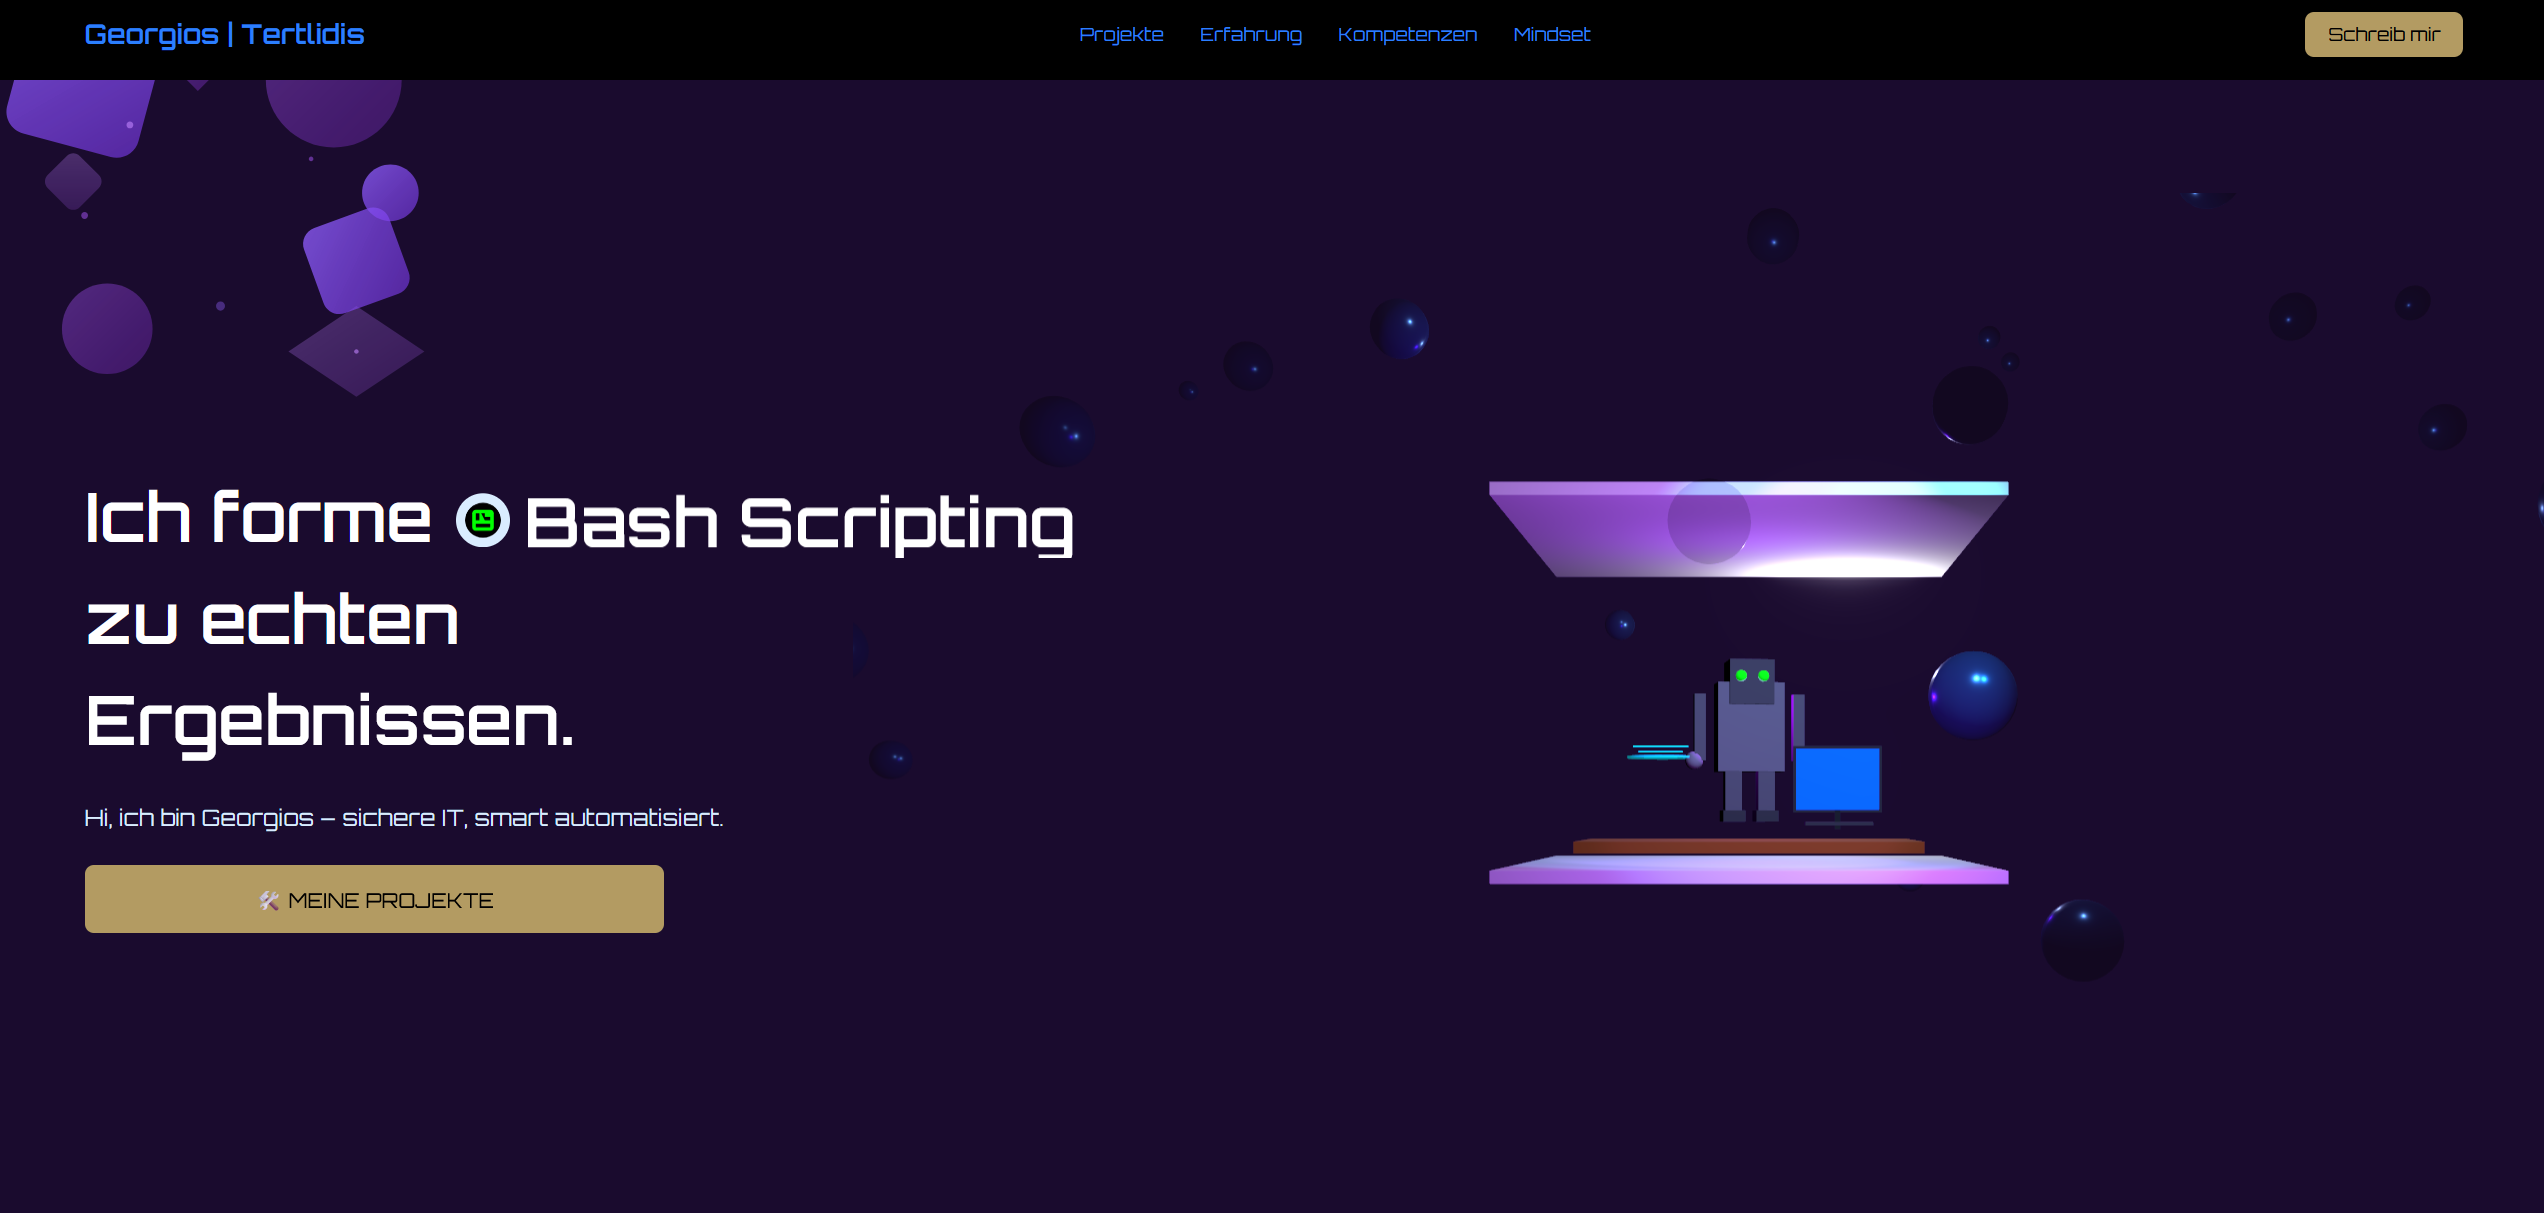 Georgios | Tertlidis
Projekte Erfahrung Kompetenzen Mindset
Schreib mir
Ich forme Bash Scripting
zu echten
Ergebnissen.
Hi, ich bin Georgios – sichere IT, smart automatisiert.
🛠️ MEINE PROJEKTE